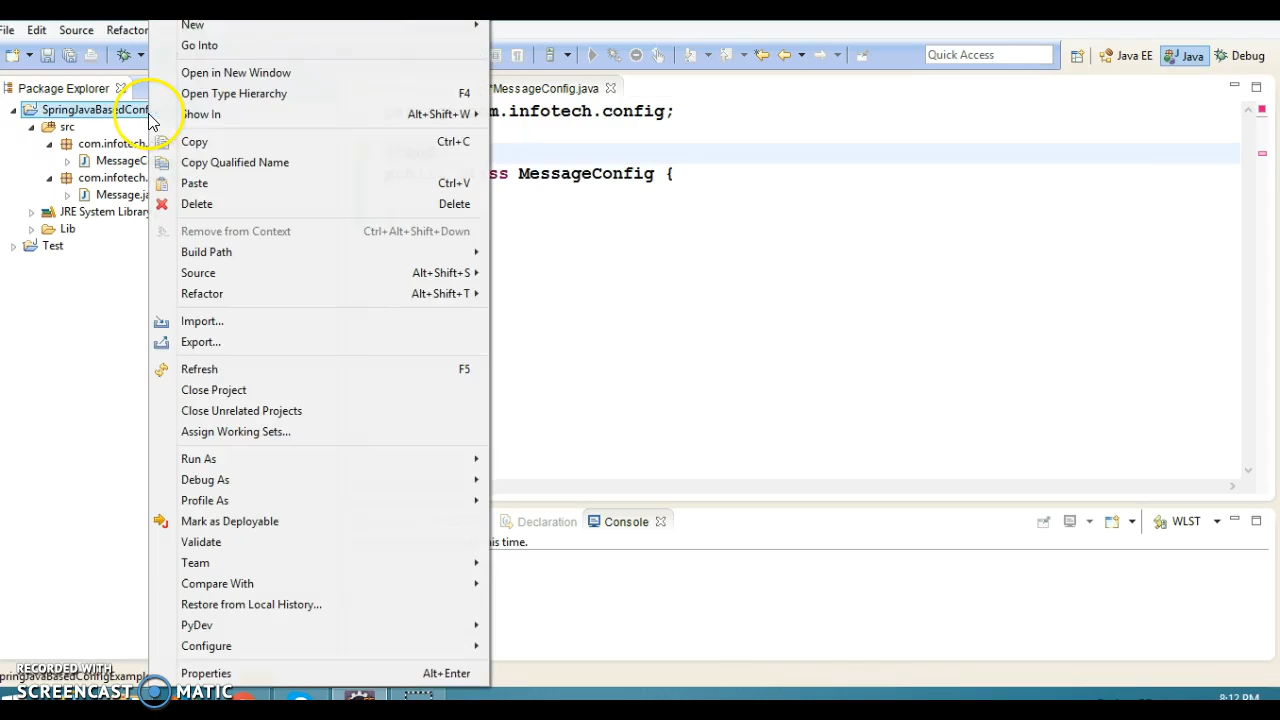 File Edit Source Refactor
Quick Access Java EE Java Debug
Package Explorer
*MessageConfig.java
SpringJavaBasedConf
src
com.infotech.
MessageC
com.infotech.
Message.ja
JRE System Library
Lib
Test
New
Go Into
Open in New Window
Open Type Hierarchy F4
Show In Alt+Shift+W
Copy Ctrl+C
Copy Qualified Name
Paste Ctrl+V
Delete Delete
Remove from Context Ctrl+Alt+Shift+Down
Build Path
Source Alt+Shift+S
Refactor Alt+Shift+T
Import...
Export...
Refresh F5
Close Project
Close Unrelated Projects
Assign Working Sets...
Run As
Debug As
Profile As
Mark as Deployable
Validate
Team
Compare With
Restore from Local History...
PyDev
Configure
Properties Alt+Enter
m.infotech.config;
ss MessageConfig {
Declaration Console WLST
is time.
pringJavaBasedConfigExampl
RECORDED WITH
SCREENCAST MATIC
8:12 PM